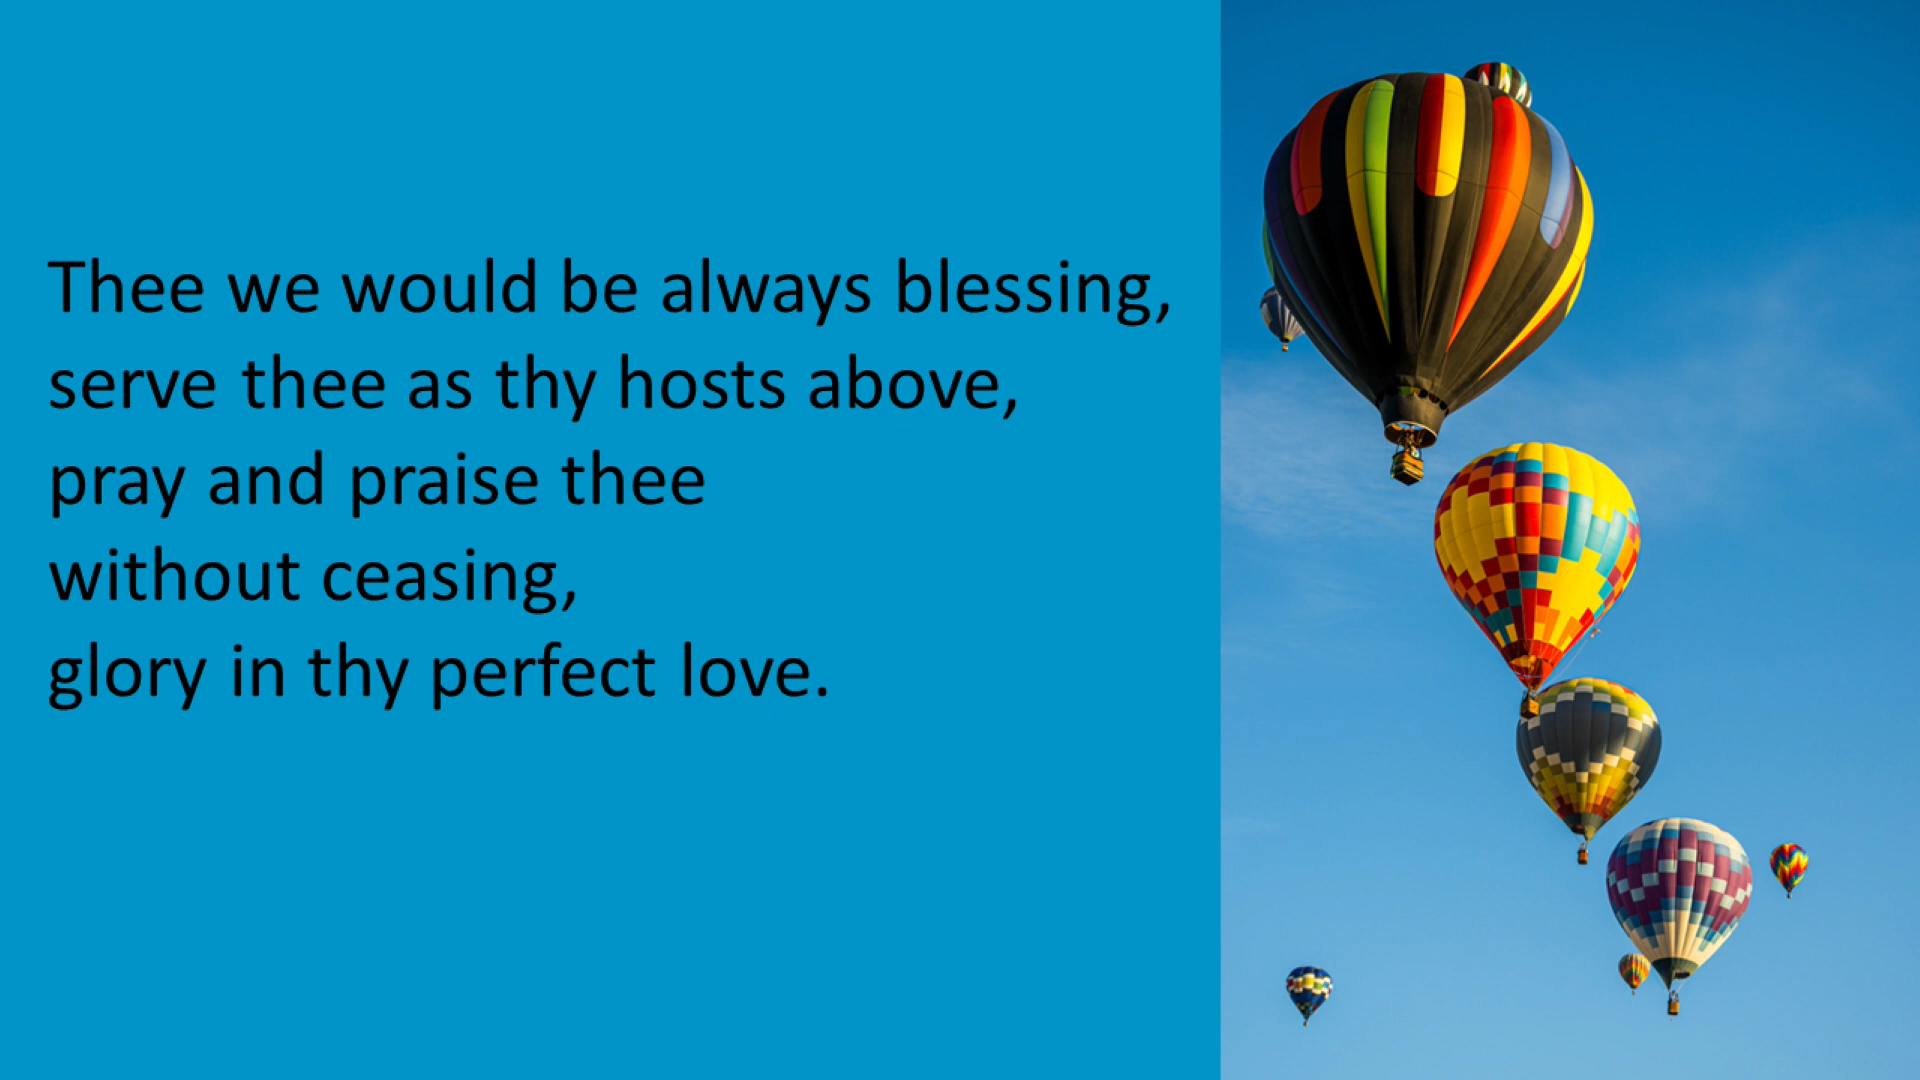 Thee we would be always blessing,
serve thee as thy hosts above,
pray and praise thee
without ceasing,
glory in thy perfect love.